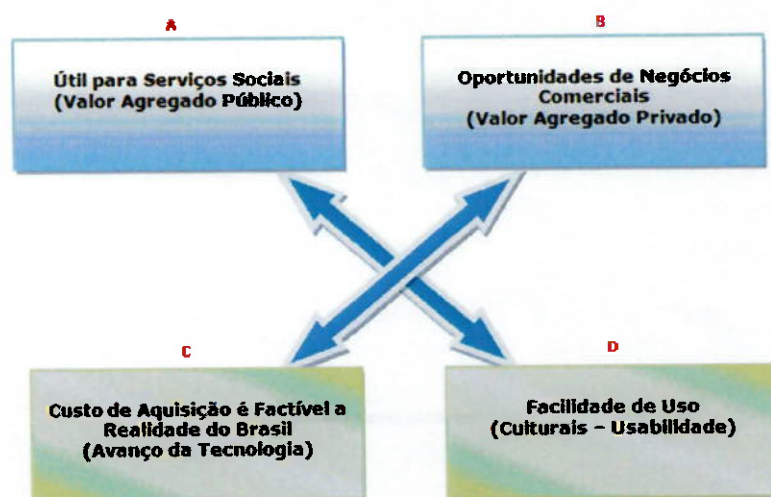 A
B
Útil para Serviços Sociais
(Valor Agregado Público)
Oportunidades de Negócios
Comerciais
(Valor Agregado Privado)
C
D
Custo de Aquisição é Factível a
Realidade do Brasil
(Avanço da Tecnologia)
Facilidade de Uso
(Culturais – Usabilidade)